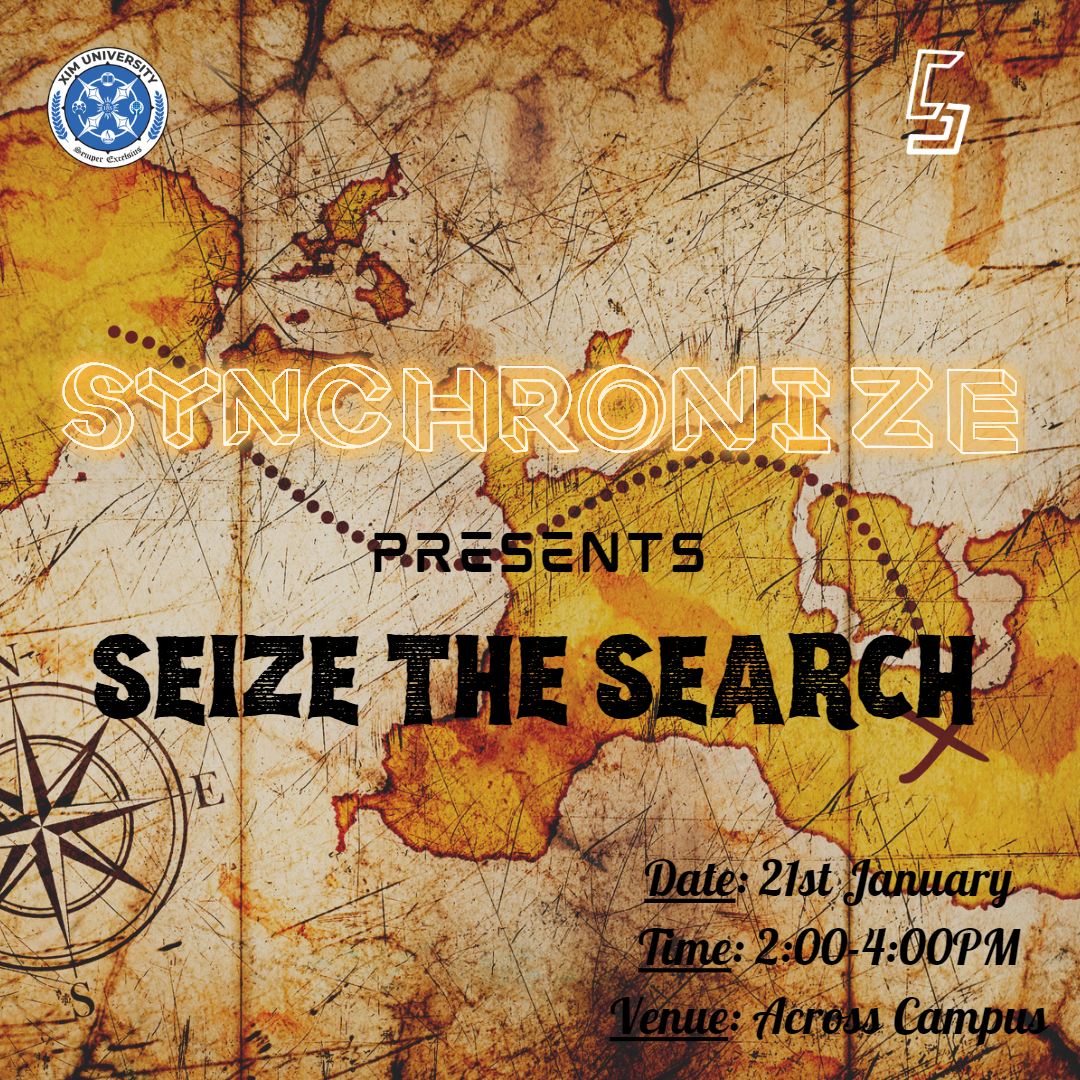 XIM UNIVERSITY
Semper Excelsius
SYNCHRONIZE
PRESENTS
SEIZE THE SEARCH
N
E
S
Date: 21st January
Time: 2:00-4:00PM
Venue: Across Campus